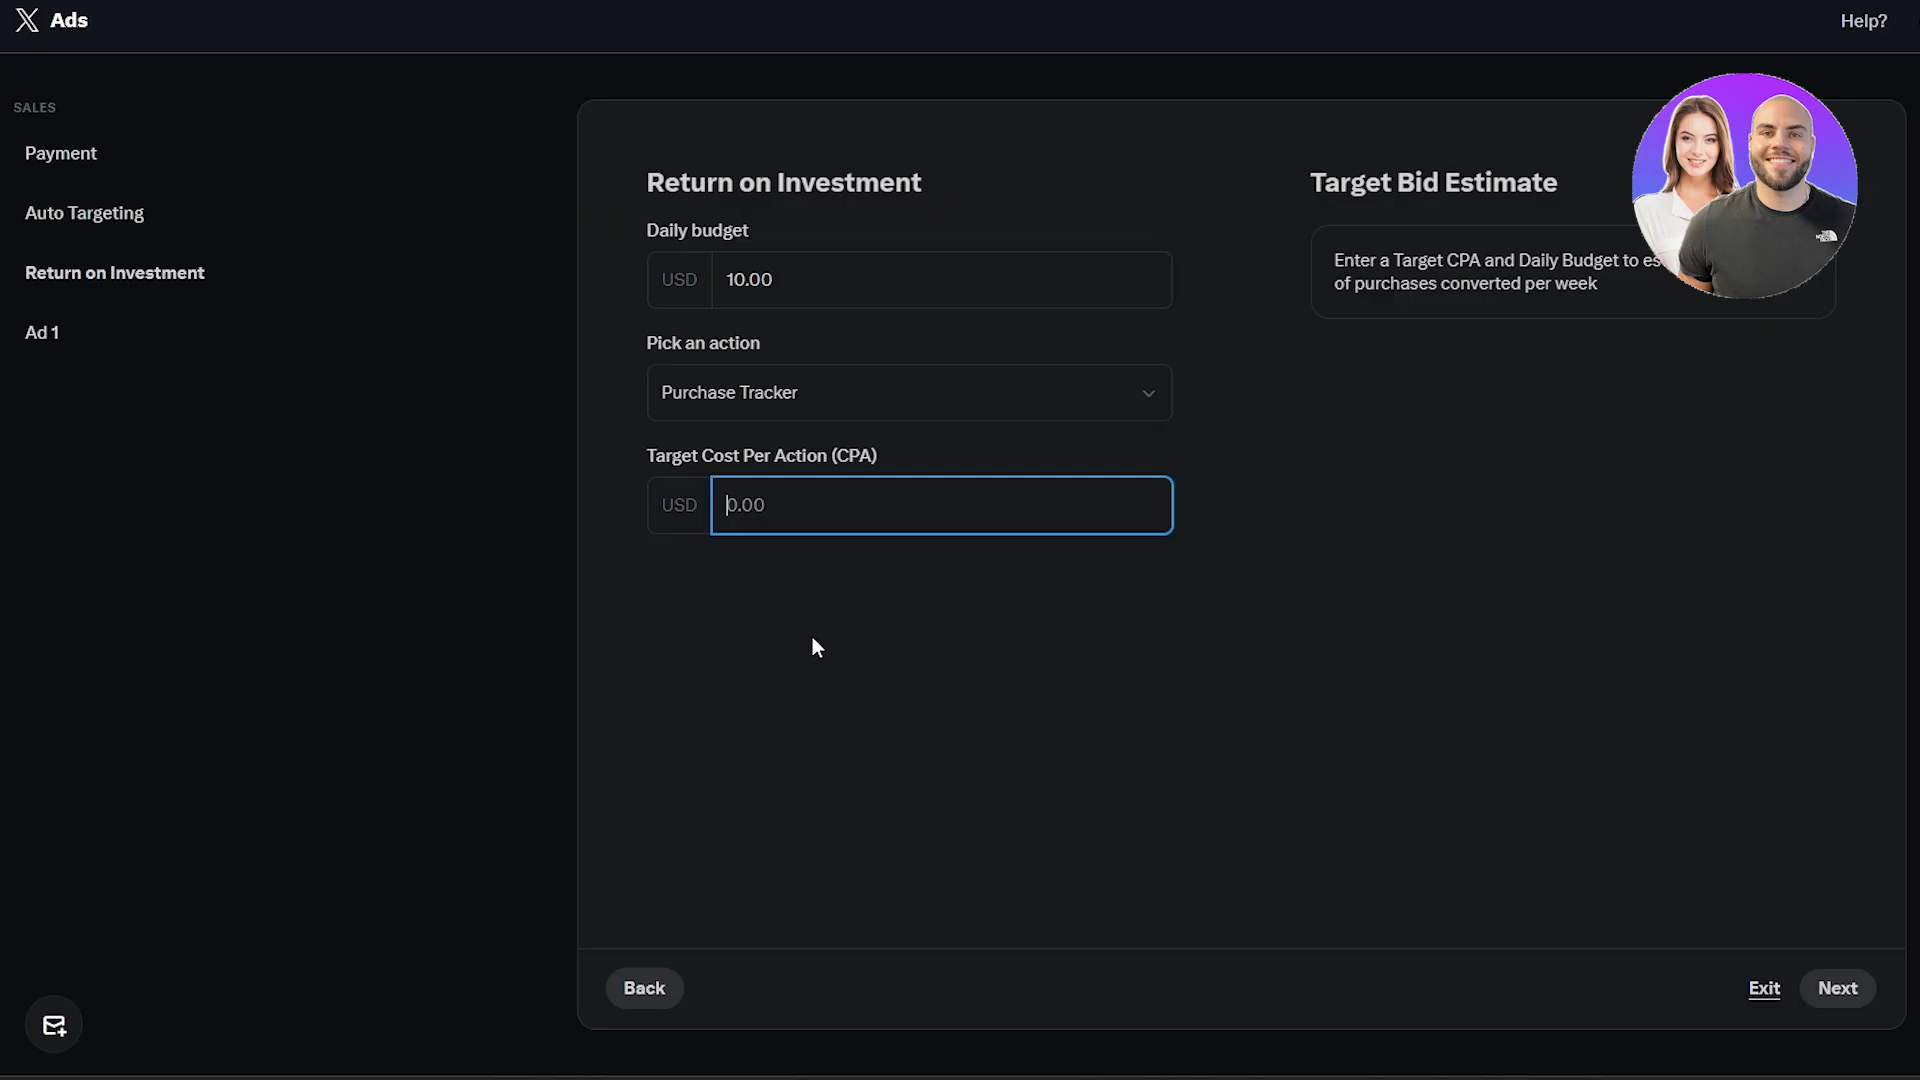 X Ads
Help?
SALES
Payment
Auto Targeting
Return on Investment
Ad 1
Return on Investment
Daily budget
USD 10.00
Pick an action
Purchase Tracker
Target Cost Per Action (CPA)
USD 0.00
Target Bid Estimate
Enter a Target CPA and Daily Budget to
of purchases converted per week
Back
Exit
Next